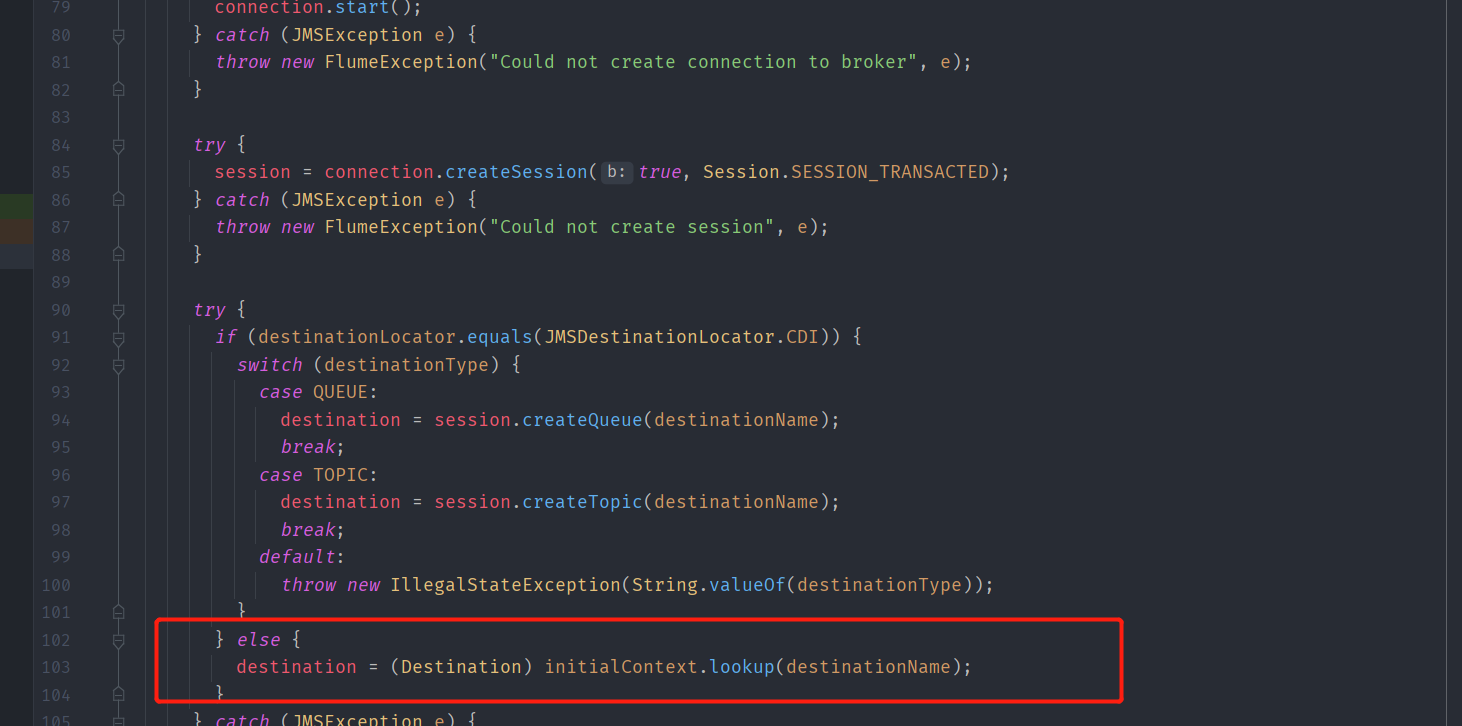 79 connection.start();
80 } catch (JMSException e) {
81 throw new FlumeException("Could not create connection to broker", e);
82 }
83
84 try {
85 session = connection.createSession( b: true, Session.SESSION_TRANSACTED);
86 } catch (JMSException e) {
87 throw new FlumeException("Could not create session", e);
88 }
89
90 try {
91 if (destinationLocator.equals(JMSDestinationLocator.CDI)) {
92 switch (destinationType) {
93 case QUEUE:
94 destination = session.createQueue(destinationName);
95 break;
96 case TOPIC:
97 destination = session.createTopic(destinationName);
98 break;
99 default:
100 throw new IllegalStateException(String.valueOf(destinationType));
101 }
102 } else {
103 destination = (Destination) initialContext.lookup(destinationName);
104 }
105 } catch (JMSException e) {